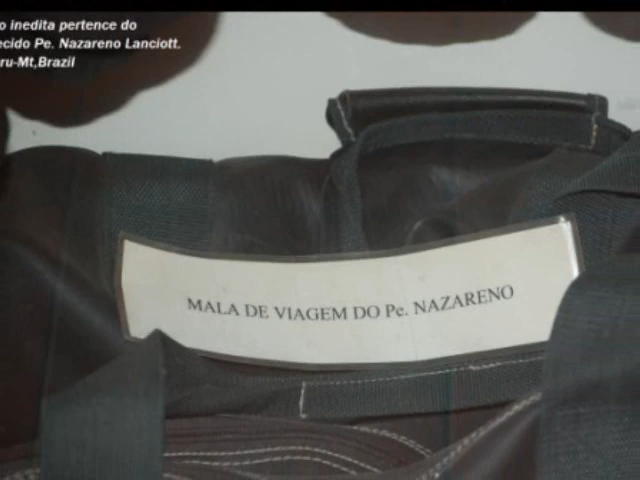 o inedita pertence do
ecido Pe. Nazareno Lanciott.
ru-Mt,Brazil
MALA DE VIAGEM DO Pe. NAZARENO